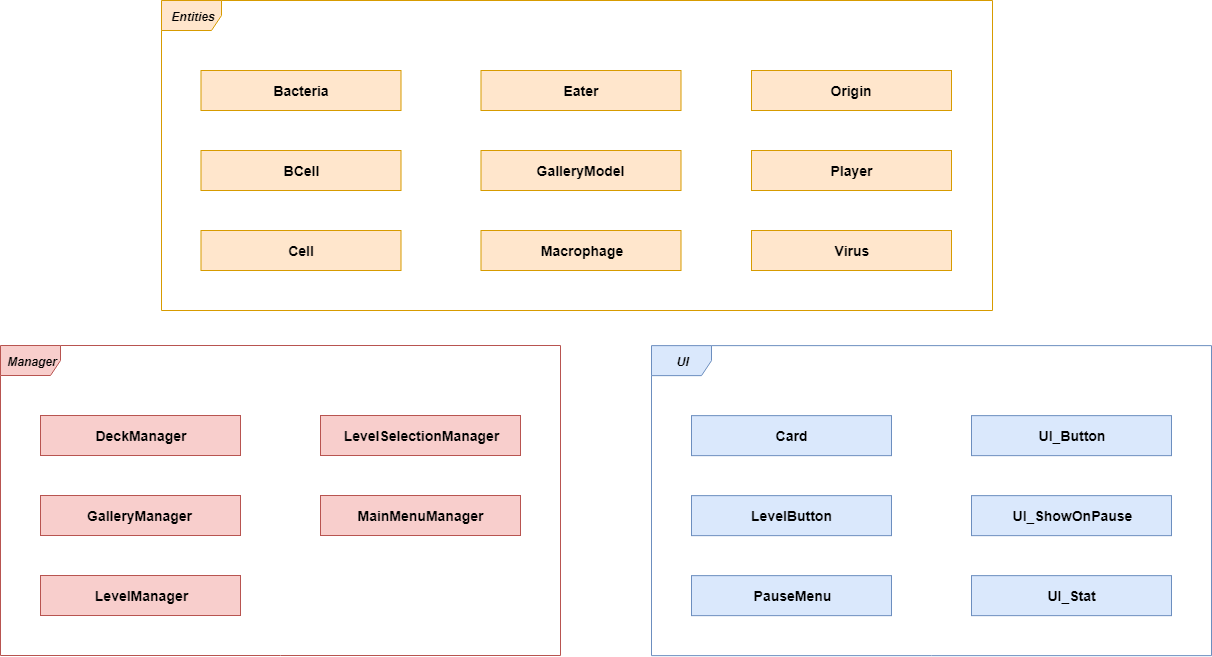 Entities
Bacteria
Eater
Origin
BCell
GalleryModel
Player
Cell
Macrophage
Virus
Manager
DeckManager
LevelSelectionManager
GalleryManager
MainMenuManager
LevelManager
UI
Card
UI_Button
LevelButton
UI_ShowOnPause
PauseMenu
UI_Stat